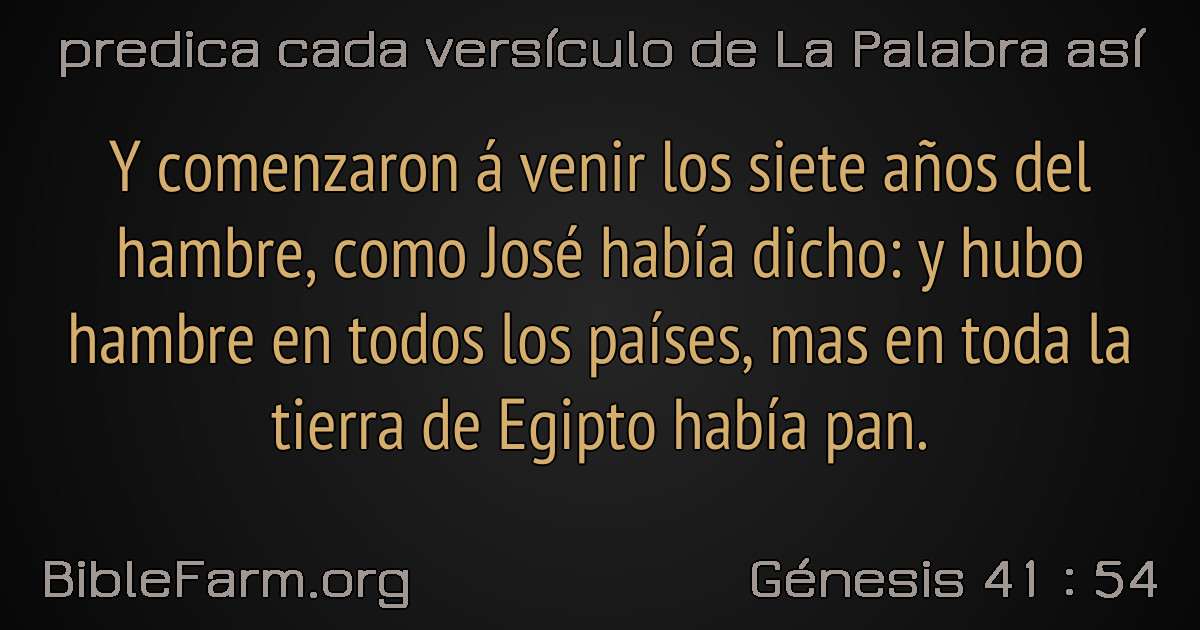 predica cada versículo de La Palabra así
Y comenzaron á venir los siete años del
hambre, como José había dicho: y hubo
hambre en todos los países, mas en toda la
tierra de Egipto había pan.
BibleFarm.org
Génesis 41 : 54